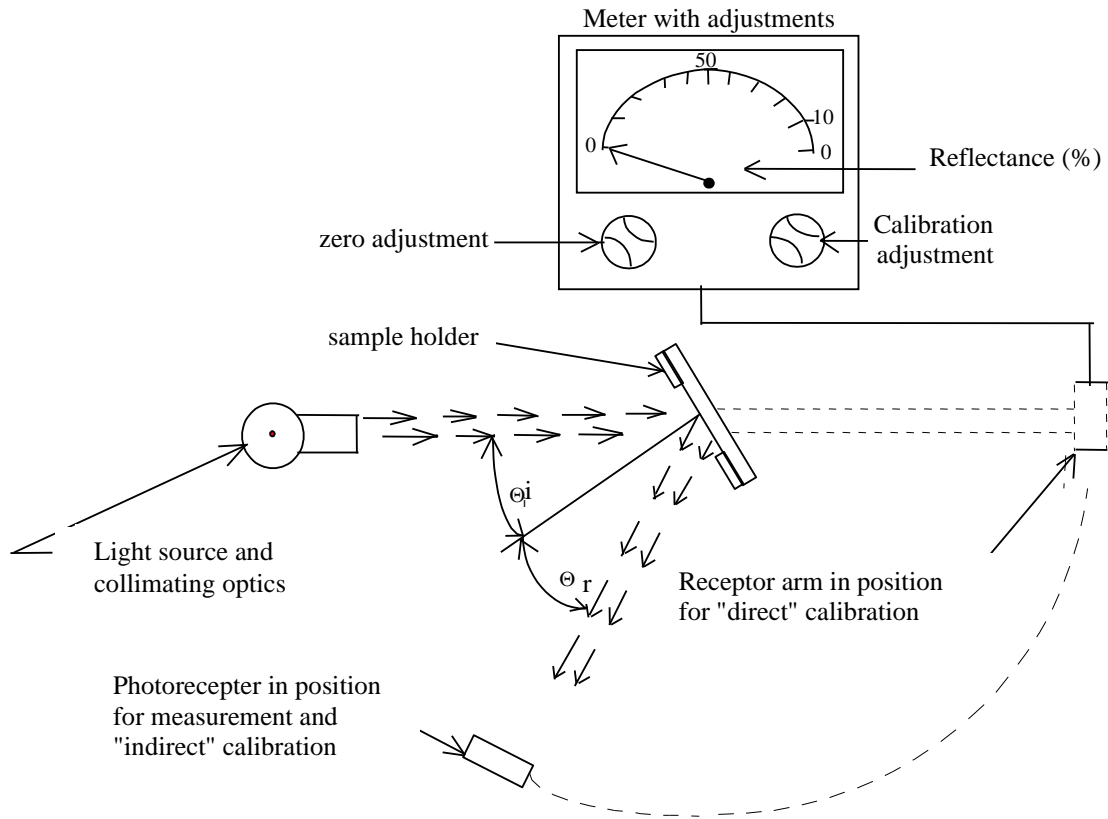 Meter with adjustments
50
10
0
0
Reflectance (%)
zero adjustment
Calibration
adjustment
sample holder
Θi i
Θ r
Light source and
collimating optics
Receptor arm in position
for "direct" calibration
Photorecepter in position
for measurement and
"indirect" calibration